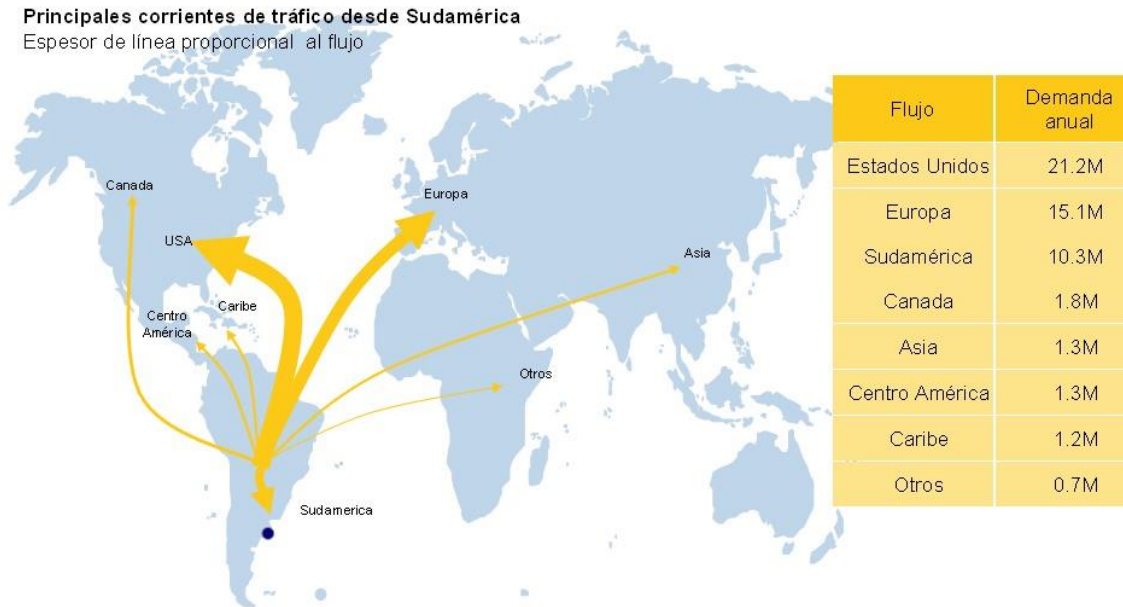 Principales corrientes de tráfico desde Sudamérica
Espesor de línea proporcional al flujo
Canada
USA
Centro
América
Caribe
Europa
Asia
Otros
Sudamerica
Flujo Demanda
anual
Estados Unidos 21.2M
Europa 15.1M
Sudamérica 10.3M
Canada 1.8M
Asia 1.3M
Centro América 1.3M
Caribe 1.2M
Otros 0.7M